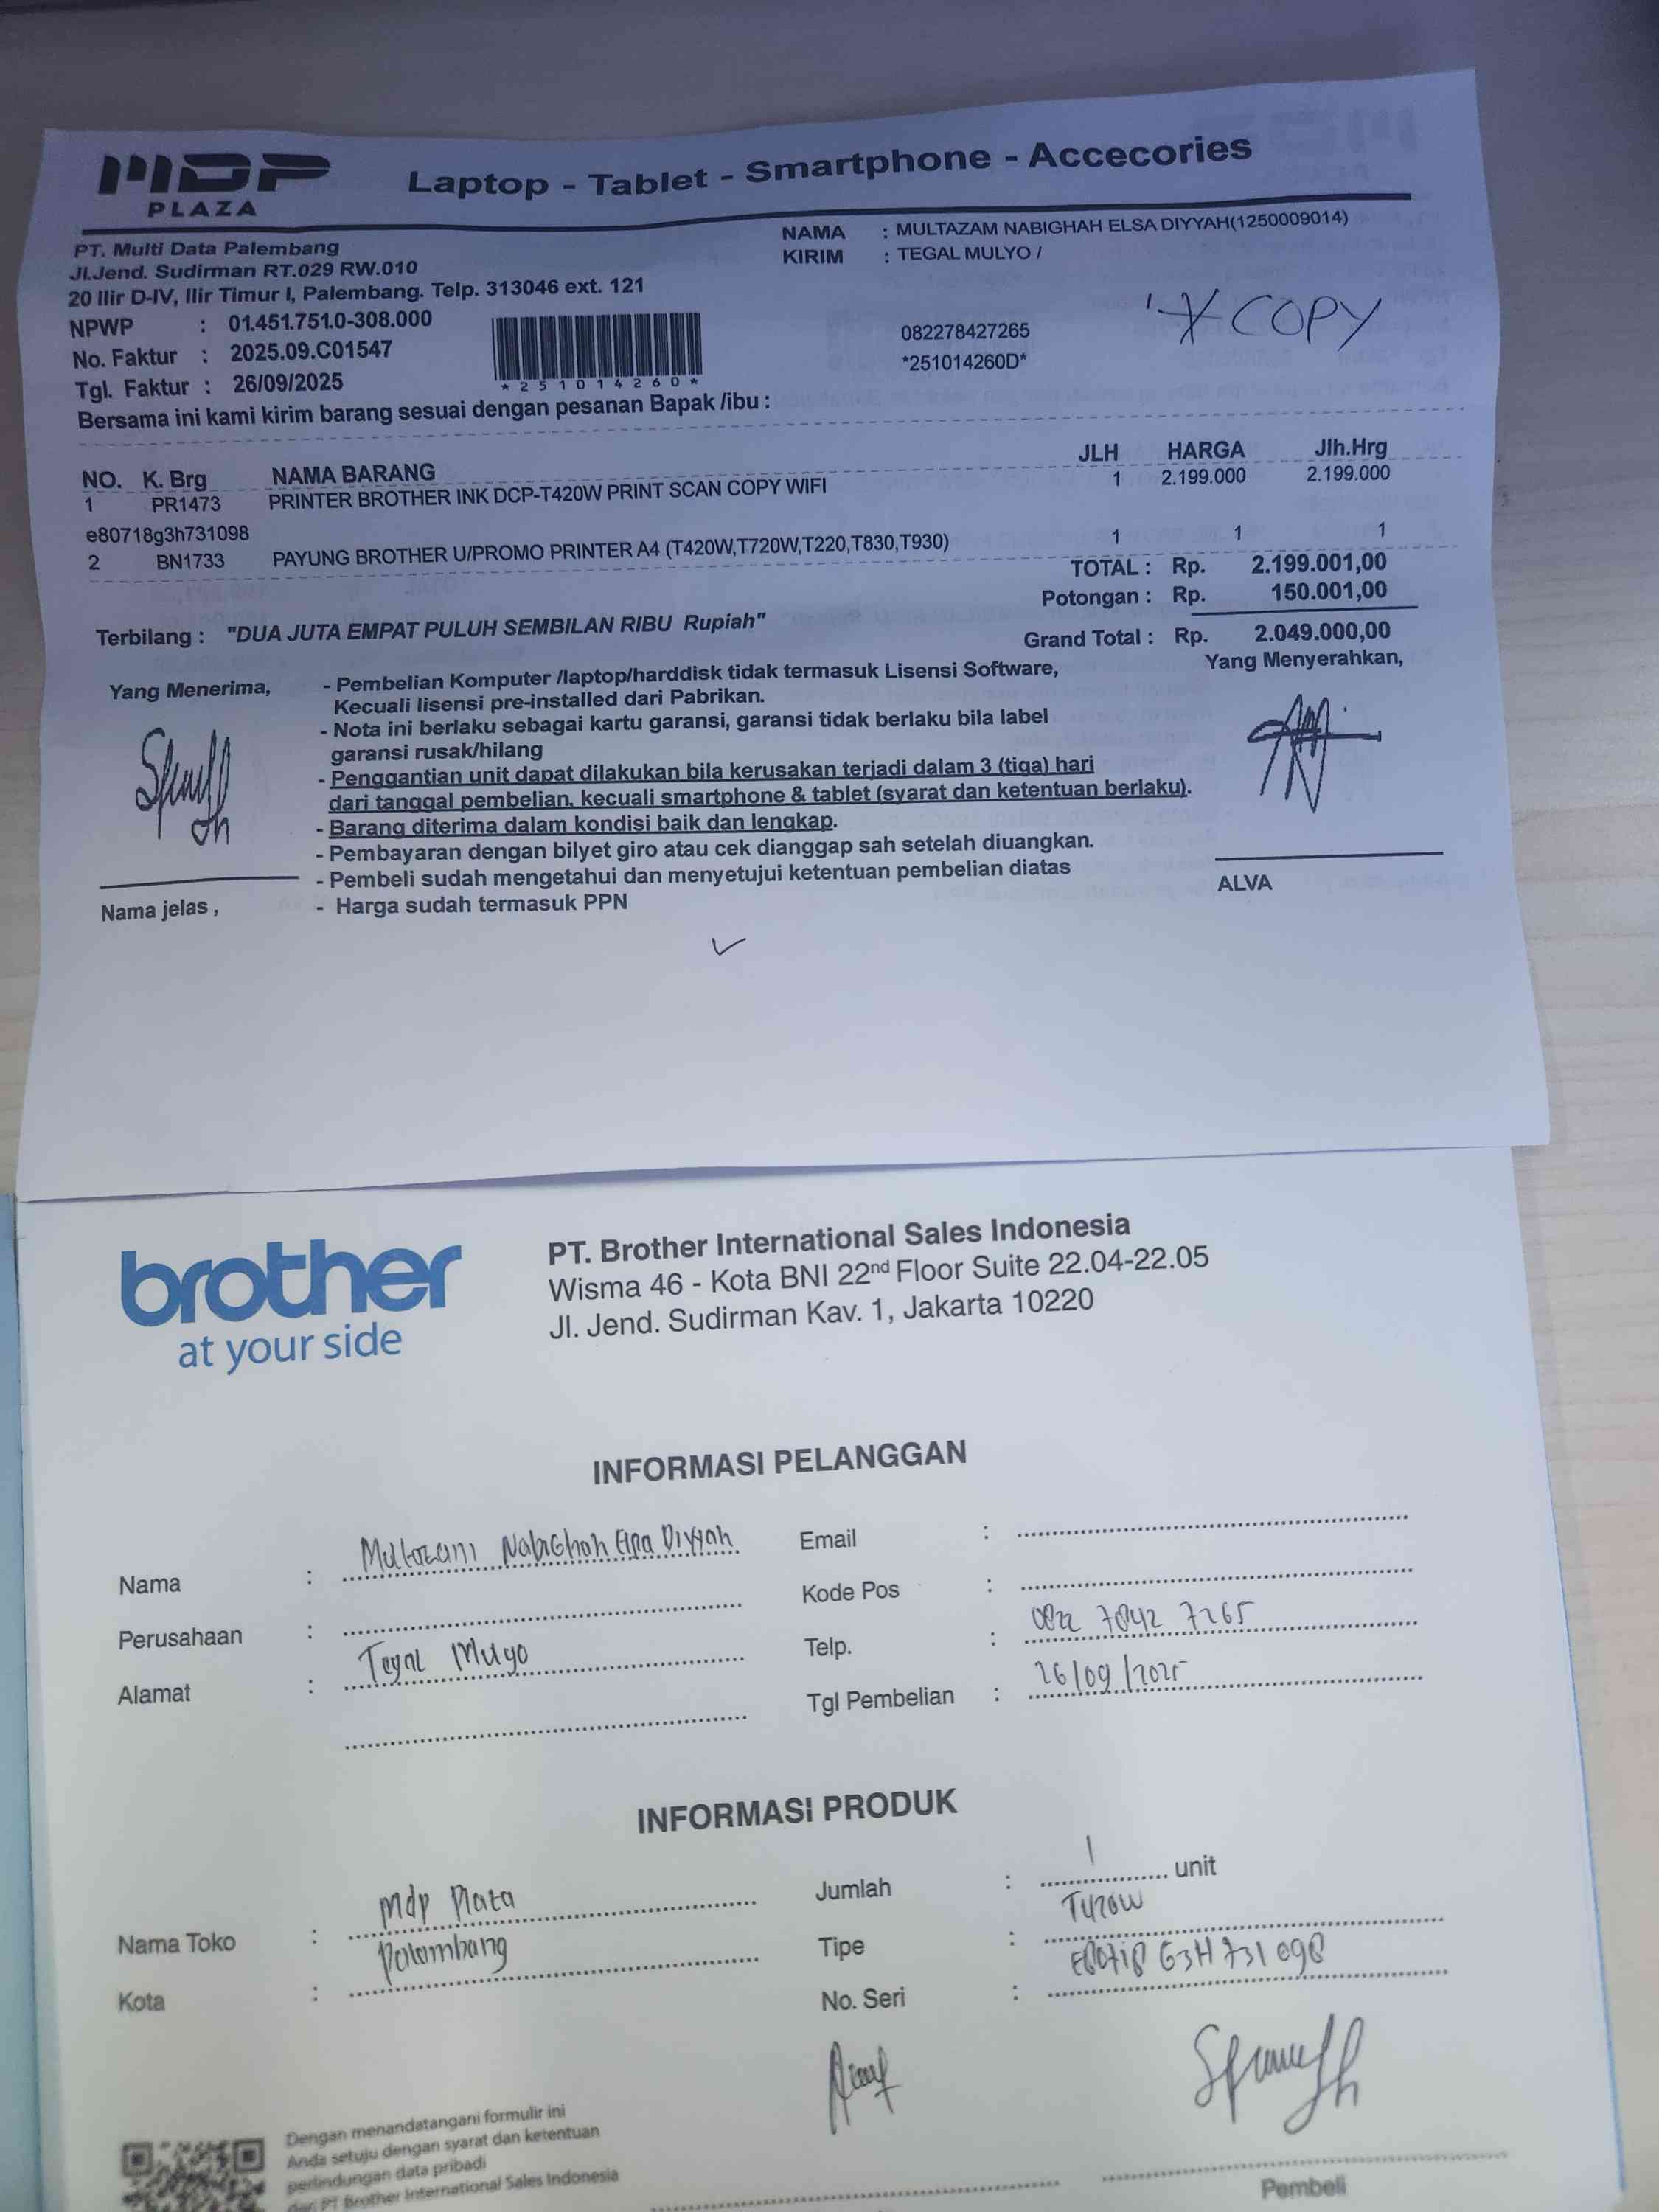 MDP
PLAZA
Laptop - Tablet - Smartphone - Accecories
PT. Multi Data Palembang
Jl.Jend. Sudirman RT.029 RW.010
20 Ilir D-IV, Ilir Timur I, Palembang. Telp. 313046 ext. 121
NPWP : 01.451.751.0-308.000
No. Faktur : 2025.09.C01547
Tgl. Faktur : 26/09/2025
*251014260*
NAMA : MULTAZAM NABIGHAH ELSA DIYYAH(1250009014)
KIRIM : TEGAL MULYO /
082278427265
*251014260D*
COPY
Bersama ini kami kirim barang sesuai dengan pesanan Bapak /ibu :
NO. K. Brg NAMA BARANG JLH HARGA Jlh.Hrg
1 PR1473 PRINTER BROTHER INK DCP-T420W PRINT SCAN COPY WIFI 1 2.199.000 2.199.000
e80718g3h731098
2 BN1733 PAYUNG BROTHER U/PROMO PRINTER A4 (T420W,T720W,T220,T830,T930) 1 1 1
TOTAL : Rp. 2.199.001,00
Potongan : Rp. 150.001,00
Terbilang : "DUA JUTA EMPAT PULUH SEMBILAN RIBU Rupiah"
Grand Total : Rp. 2.049.000,00
Yang Menerima,
- Pembelian Komputer /laptop/harddisk tidak termasuk Lisensi Software,
Kecuali lisensi pre-installed dari Pabrikan.
- Nota ini berlaku sebagai kartu garansi, garansi tidak berlaku bila label
garansi rusak/hilang
- Penggantian unit dapat dilakukan bila kerusakan terjadi dalam 3 (tiga) hari
dari tanggal pembelian, kecuali smartphone & tablet (syarat dan ketentuan berlaku).
- Barang diterima dalam kondisi baik dan lengkap.
- Pembayaran dengan bilyet giro atau cek dianggap sah setelah diuangkan.
- Pembeli sudah mengetahui dan menyetujui ketentuan pembelian diatas
- Harga sudah termasuk PPN
Nama jelas ,
Yang Menyerahkan,
ALVA
brother
at your side
PT. Brother International Sales Indonesia
Wisma 46 - Kota BNI 22nd Floor Suite 22.04-22.05
Jl. Jend. Sudirman Kav. 1, Jakarta 10220
INFORMASI PELANGGAN
Nama : Multazam Nabighah Elsa Diyyah
Perusahaan :
Alamat : Tegal Mulyo
Email :
Kode Pos :
Telp. : 0822 7842 7265
Tgl Pembelian : 26/09/2025
INFORMASI PRODUK
Nama Toko : Mdp Plaza
Kota : Palembang
Jumlah : 1 unit
Tipe : T420W
No. Seri : E80718G3H731098
Dengan menandatangani formulir ini
Anda setuju dengan syarat dan ketentuan
perlindungan data pribadi
dari PT Brother International Sales Indonesia
Pembeli